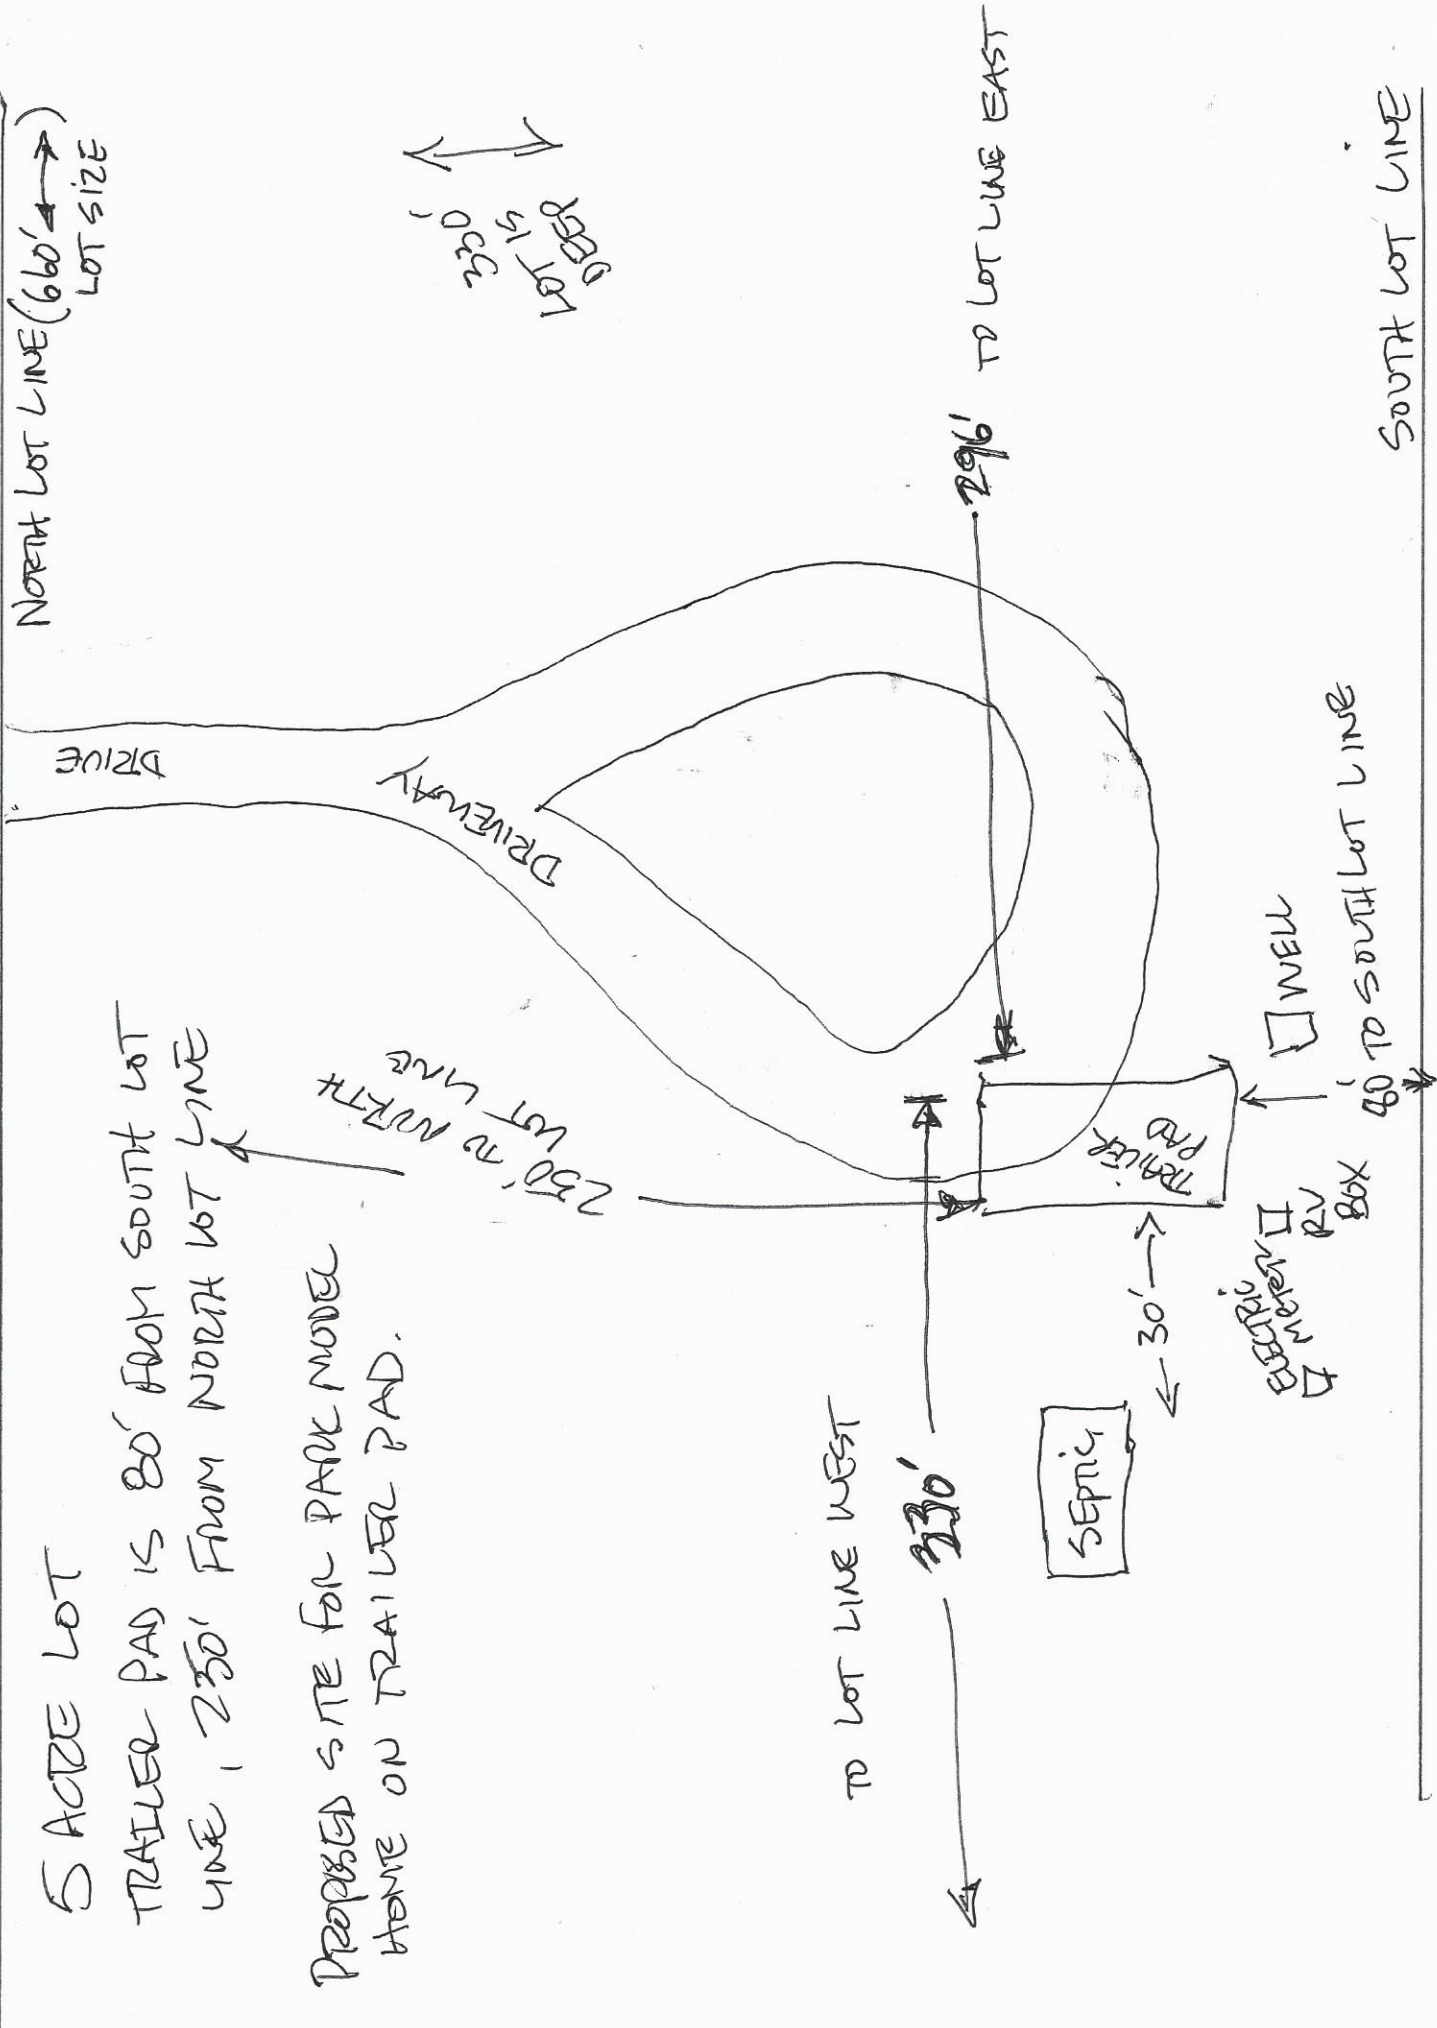 5 ACRE LOT
TRAILER PAD IS 80' FROM SOUTH LOT
LINE, 250' FROM NORTH LOT LINE
PROPOSED SITE FOR PARK MODEL
HOME ON TRAILER PAD.
NORTH LOT LINE (660' ↔)
LOT SIZE
DRIVE
DRIVEWAY
330'
LOT IS
DEEP
250' TO NORTH
LOT LINE
TO LOT LINE WEST
330'
296' TO LOT LINE EAST
SEPTIC
← 30' →
TRAILER
PAD
ELECTRIC
METER
RV
BOX
WELL
80' TO SOUTH LOT LINE
SOUTH LOT LINE